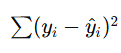 ∑(yᵢ − ŷᵢ)²